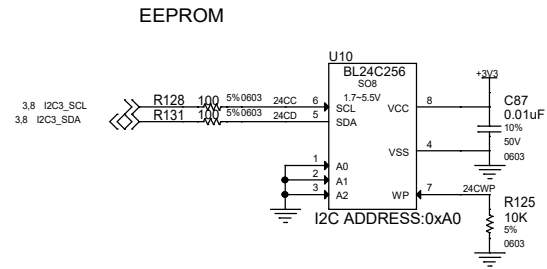 EEPROM
U10
BL24C256
SO8
1.7~5.5V
+3V3
3,8 I2C3_SCL R128 100 5% 0603 24CC 6 SCL VCC 8
3,8 I2C3_SDA R131 100 5% 0603 24CD 5 SDA
C87
0.01uF
10%
50V
0603
VSS 4
1 A0
2 A1
3 A2
WP 7 24CWP
I2C ADDRESS:0xA0
R125
10K
5%
0603